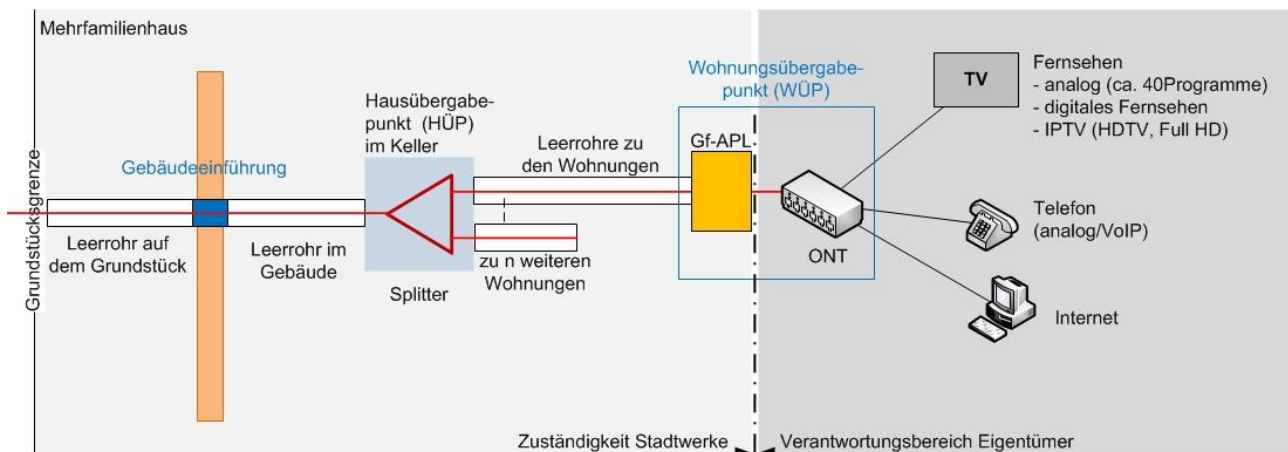 Mehrfamilienhaus
Grundstücksgrenze
Gebäudeeinführung
Leerrohr auf
dem Grundstück
Leerrohr im
Gebäude
Hausübergabe-
punkt (HÜP)
im Keller
Splitter
Leerrohre zu
den Wohnungen
zu n weiteren
Wohnungen
Wohnungsübergabe-
punkt (WÜP)
Gf-APL
ONT
TV
Fernsehen
- analog (ca. 40Programme)
- digitales Fernsehen
- IPTV (HDTV, Full HD)
Telefon
(analog/VoIP)
Internet
Zuständigkeit Stadtwerke
Verantwortungsbereich Eigentümer